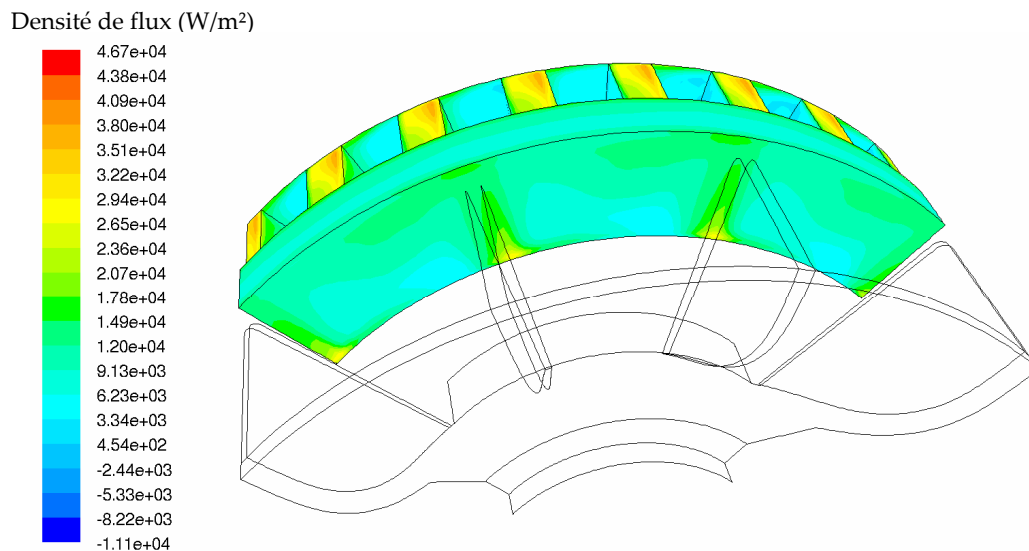 Densité de flux (W/m²)
4.67e+04
4.38e+04
4.09e+04
3.80e+04
3.51e+04
3.22e+04
2.94e+04
2.65e+04
2.36e+04
2.07e+04
1.78e+04
1.49e+04
1.20e+04
9.13e+03
6.23e+03
3.34e+03
4.54e+02
-2.44e+03
-5.33e+03
-8.22e+03
-1.11e+04